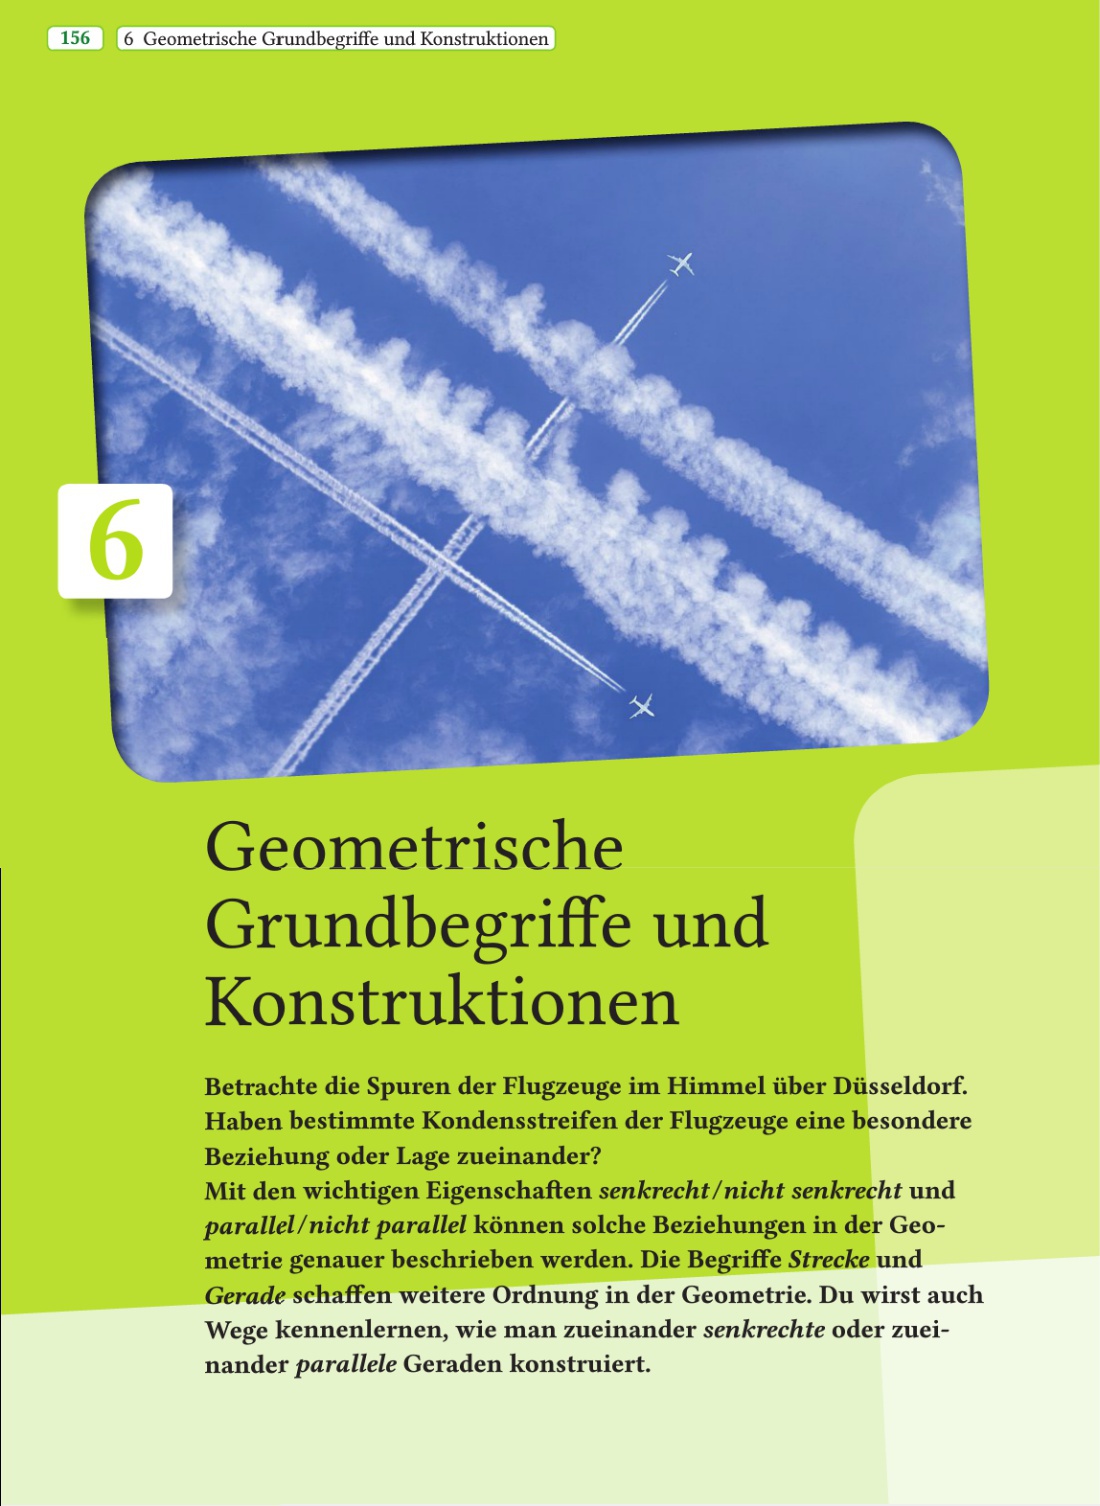 156
6 Geometrische Grundbegriffe und Konstruktionen
6
Geometrische
Grundbegriffe und
Konstruktionen
Betrachte die Spuren der Flugzeuge im Himmel über Düsseldorf.
Haben bestimmte Kondensstreifen der Flugzeuge eine besondere
Beziehung oder Lage zueinander?
Mit den wichtigen Eigenschaften senkrecht/nicht senkrecht und
parallel/nicht parallel können solche Beziehungen in der Geo-
metrie genauer beschrieben werden. Die Begriffe Strecke und
Gerade schaffen weitere Ordnung in der Geometrie. Du wirst auch
Wege kennenlernen, wie man zueinander senkrechte oder zuei-
nander parallele Geraden konstruiert.